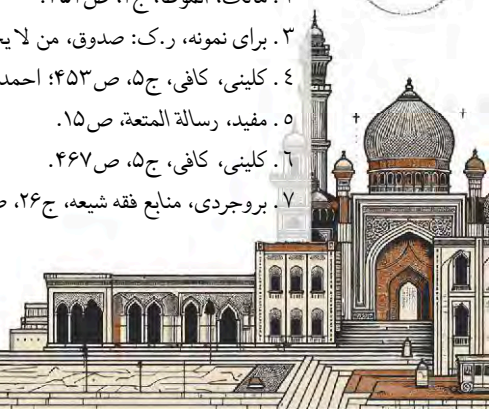 ۳. برای نمونه، ر.ک: صدوق، من لا
٤. کلینی، کافی، ج۵، ص۴۵۳؛ احمد
۵. مفید، رسالة المتعة، ص۱۵.
٦. کلینی، کافی، ج۵، ص۴۶۷.
۷. بروجردی، منابع فقه شیعه، ج۲۶،